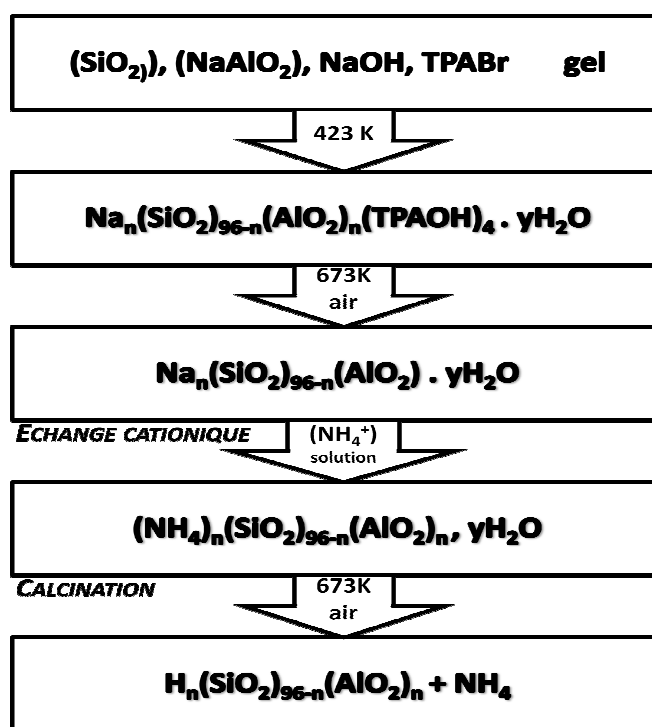 (SiO₂)), (NaAlO₂), NaOH, TPABr gel
423 K
Naₙ(SiO₂)₉₆₋ₙ(AlO₂)ₙ(TPAOH)₄ . yH₂O
673K
air
Naₙ(SiO₂)₉₆₋ₙ(AlO₂) . yH₂O
ECHANGE CATIONIQUE
(NH₄⁺)
solution
(NH₄)ₙ(SiO₂)₉₆₋ₙ(AlO₂)ₙ, yH₂O
CALCINATION
673K
air
Hₙ(SiO₂)₉₆₋ₙ(AlO₂)ₙ + NH₄